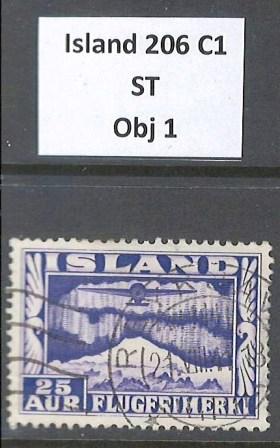 Island 206 C1
ST
Obj 1
ISLAND
25
AUR FLUGFRIMERKI